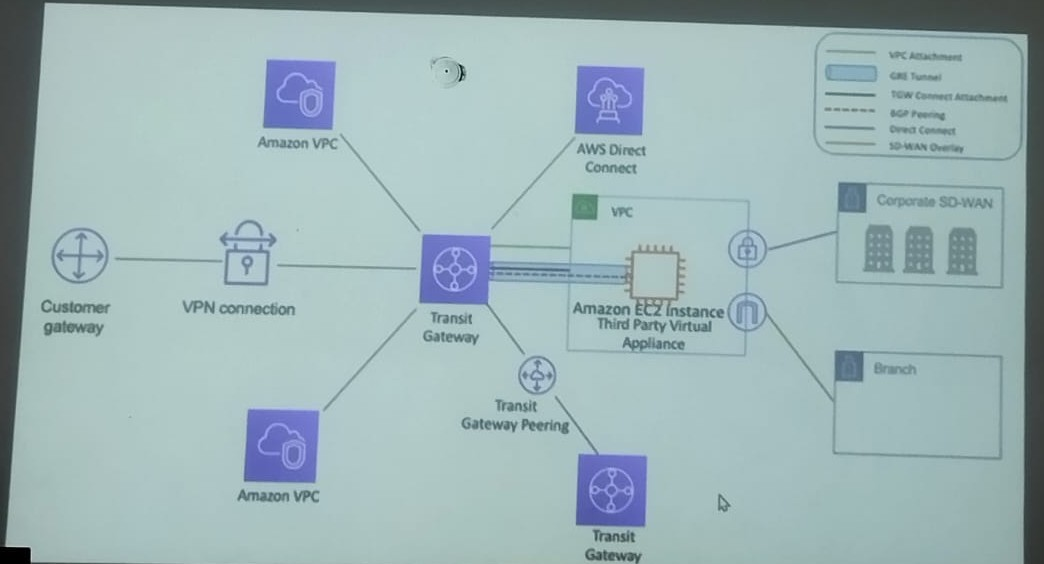 Amazon VPC
AWS Direct
Connect
VPC Attachment
GRE Tunnel
TGW Connect Attachment
BGP Peering
Direct Connect
SD-WAN Overlay
VPC
Corporate SD-WAN
Customer
gateway
VPN connection
Transit
Gateway
Amazon EC2 Instance
Third Party Virtual
Appliance
Branch
Transit
Gateway Peering
Amazon VPC
Transit
Gateway